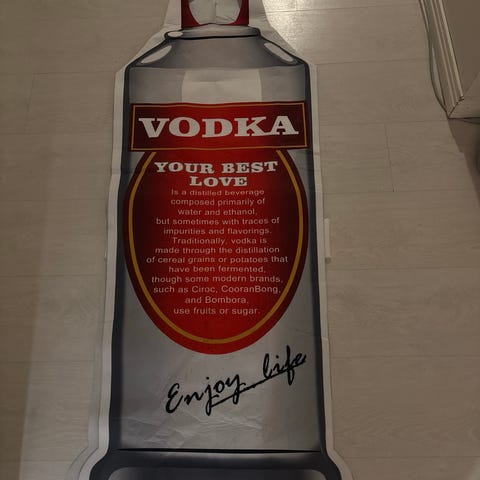 VODKA
YOUR BEST
LOVE
Is a distilled beverage
composed primarily of
water and ethanol,
but sometimes with traces of
impurities and flavorings.
Traditionally, vodka is
made through the distillation
of cereal grains or potatoes that
have been fermented,
though some modern brands,
such as Ciroc, CooranBong,
and Bombora,
use fruits or sugar.
Enjoy life